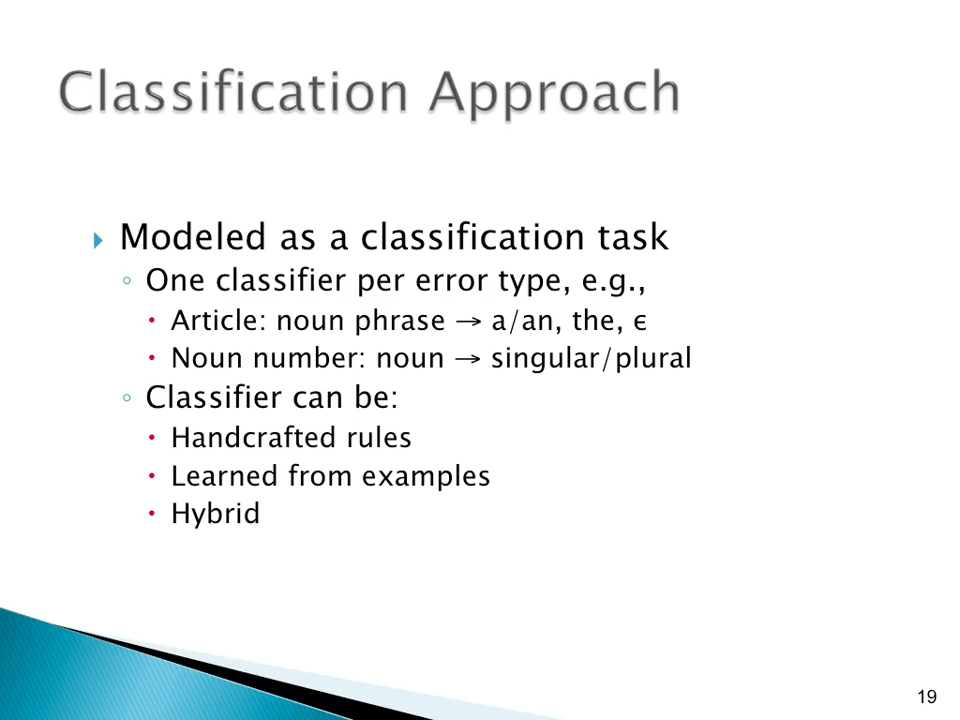 Classification Approach
Modeled as a classification task
One classifier per error type, e.g.,
Article: noun phrase → a/an, the, ϵ
Noun number: noun → singular/plural
Classifier can be:
Handcrafted rules
Learned from examples
Hybrid
19